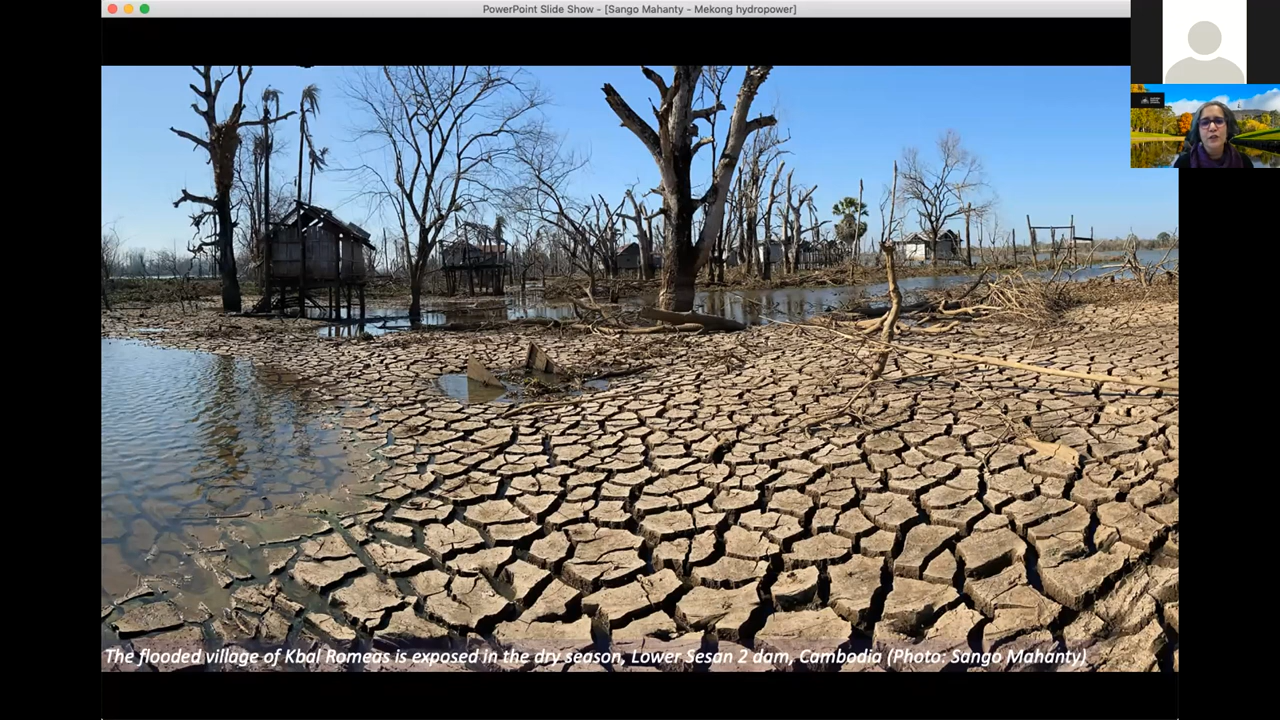 PowerPoint Slide Show - [Sango Mahanty - Mekong hydropower]
The flooded village of Kbal Romeas is exposed in the dry season, Lower Sesan 2 dam, Cambodia (Photo: Sango Mahanty)